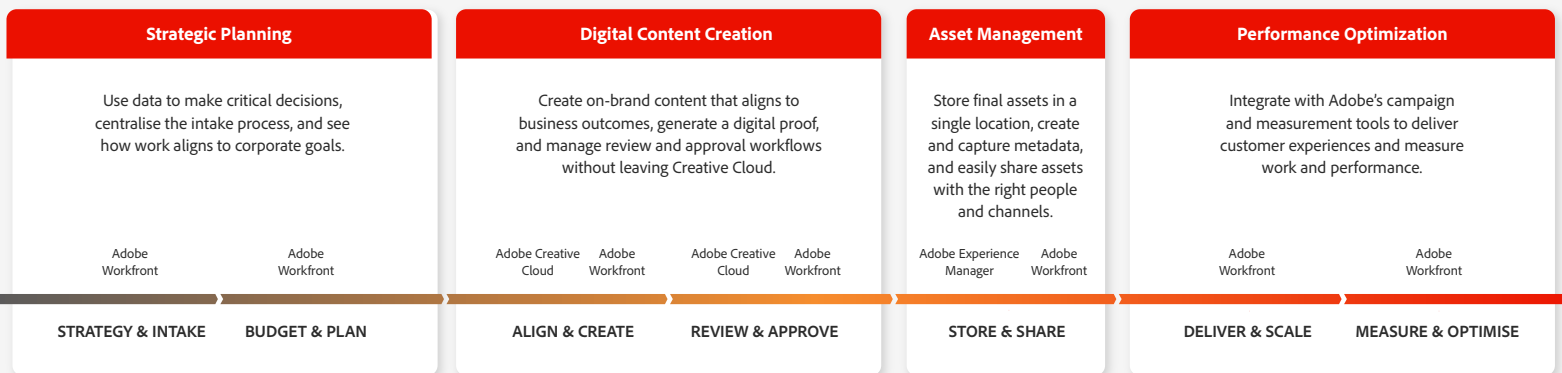 Strategic Planning
Use data to make critical decisions,
centralise the intake process, and see
how work aligns to corporate goals.
Adobe
Workfront
Adobe
Workfront
STRATEGY & INTAKE
BUDGET & PLAN
Digital Content Creation
Create on-brand content that aligns to
business outcomes, generate a digital proof,
and manage review and approval workflows
without leaving Creative Cloud.
Adobe Creative
Cloud
Adobe
Workfront
Adobe Creative
Cloud
Adobe
Workfront
ALIGN & CREATE
REVIEW & APPROVE
Asset Management
Store final assets in a
single location, create
and capture metadata,
and easily share assets
with the right people
and channels.
Adobe Experience
Manager
Adobe
Workfront
STORE & SHARE
Performance Optimization
Integrate with Adobe's campaign
and measurement tools to deliver
customer experiences and measure
work and performance.
Adobe
Workfront
Adobe
Workfront
DELIVER & SCALE
MEASURE & OPTIMISE